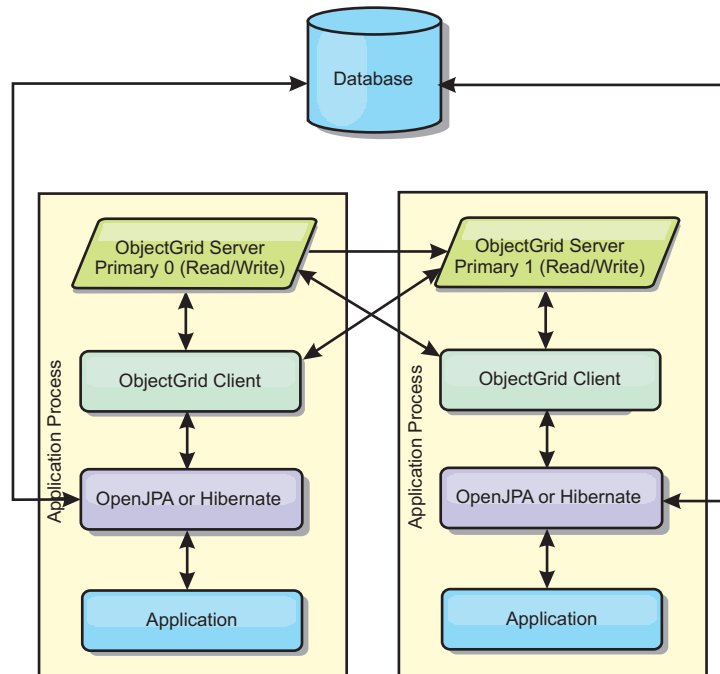 Database
ObjectGrid Server
Primary 0 (Read/Write)
ObjectGrid Server
Primary 1 (Read/Write)
ObjectGrid Client
ObjectGrid Client
Application Process
Application Process
OpenJPA or Hibernate
OpenJPA or Hibernate
Application
Application